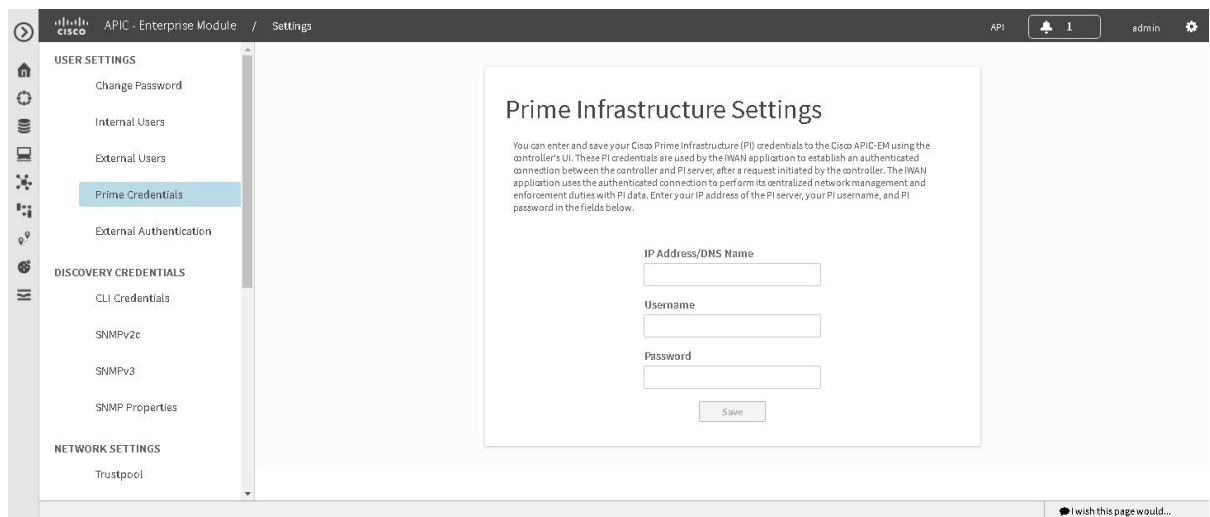 CISCO APIC - Enterprise Module / Settings
API 1 admin
USER SETTINGS
Change Password
Internal Users
External Users
Prime Credentials
External Authentication
DISCOVERY CREDENTIALS
CLI Credentials
SNMPv2c
SNMPv3
SNMP Properties
NETWORK SETTINGS
Trustpool
Prime Infrastructure Settings
You can enter and save your Cisco Prime Infrastructure (PI) credentials to the Cisco APIC-EM using the
controller's UI. These PI credentials are used by the IWAN application to establish an authenticated
connection between the controller and PI server, after a request initiated by the controller. The IWAN
application uses the authenticated connection to perform its centralized network management and
enforcement duties with PI data. Enter your IP address of the PI server, your PI username, and PI
password in the fields below.
IP Address/DNS Name
Username
Password
Save
I wish this page would...